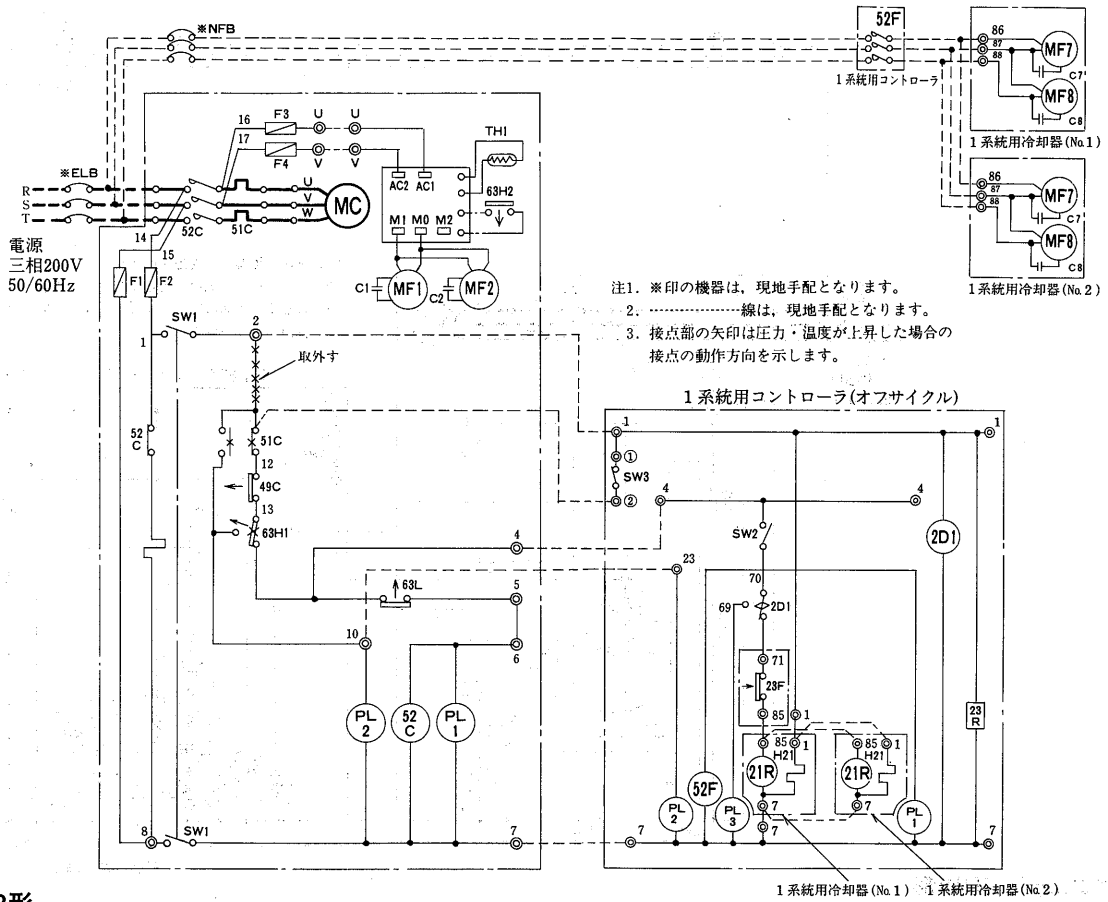 ※NFB
52F
1系統用コントローラ
86
87
88
MF7
C7
MF8
C8
1系統用冷却器(No.1)
86
87
88
MF7
C7
MF8
C8
1系統用冷却器(No.2)
16
F3
U
U
17
F4
V
V
TH1
AC2
AC1
63H2
M1
M0
M2
※ELB
R
S
T
52C
51C
U
V
W
MC
14
15
電源
三相200V
50/60Hz
F1
F2
C1
MF1
C2
MF2
注1. ※印の機器は,現地手配となります。
2. ---------------線は,現地手配となります。
3. 接点部の矢印は圧力・温度が上昇した場合の
接点の動作方向を示します。
SW1
1
2
取外す
52
C
51C
12
49C
13
63H1
4
63L
5
10
6
PL
2
52
C
PL
1
8
SW1
7
1系統用コントローラ(オフサイクル)
1
1
①
SW3
②
4
4
SW2
2D1
23
70
69
2D1
71
23F
85
1
23
R
85
1
H21
21R
7
7
85
1
H21
21R
7
52F
PL
2
PL
3
PL
1
7
7
1系統用冷却器(No.1)
1系統用冷却器(No.2)